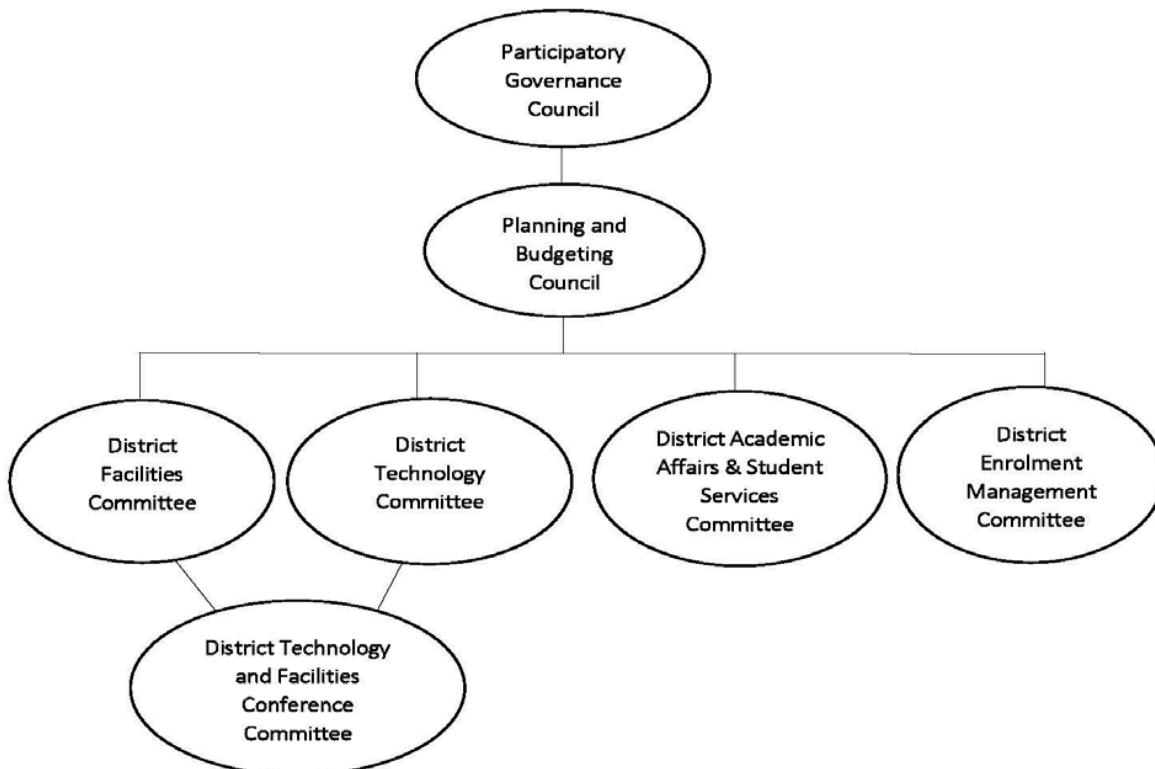 Participatory
Governance
Council
Planning and
Budgeting
Council
District
Facilities
Committee
District
Technology
Committee
District Academic
Affairs & Student
Services
Committee
District
Enrolment
Management
Committee
District Technology
and Facilities
Conference
Committee